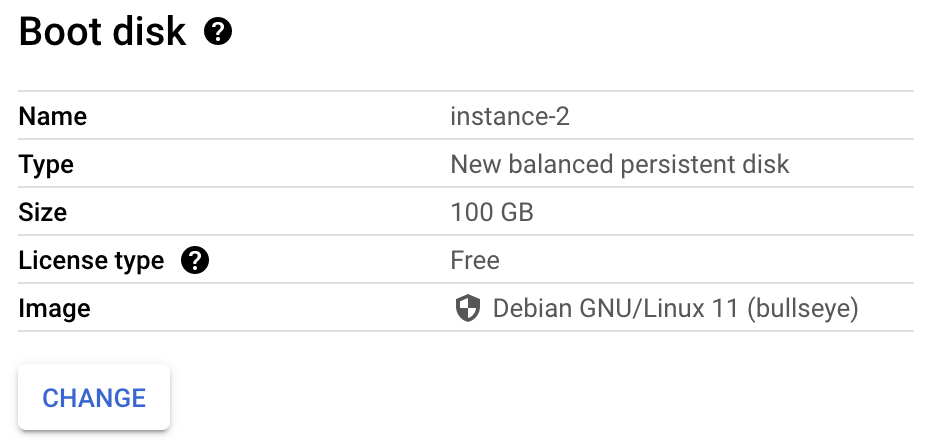 Boot disk
Name instance-2
Type New balanced persistent disk
Size 100 GB
License type Free
Image Debian GNU/Linux 11 (bullseye)
CHANGE